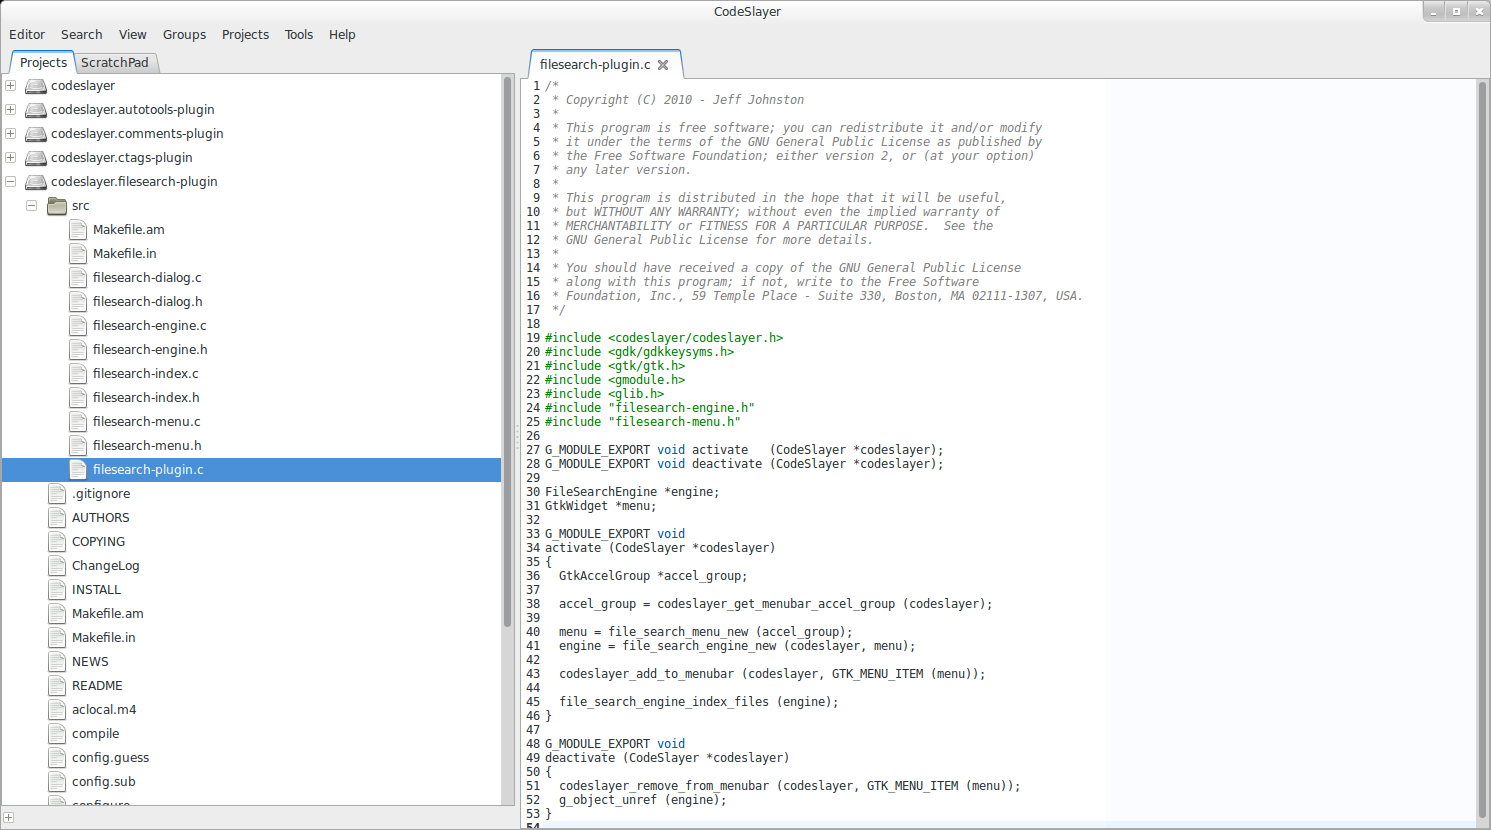 CodeSlayer
Editor Search View Groups Projects Tools Help
Projects ScratchPad
codeslayer
codeslayer.autotools-plugin
codeslayer.comments-plugin
codeslayer.ctags-plugin
codeslayer.filesearch-plugin
src
Makefile.am
Makefile.in
filesearch-dialog.c
filesearch-dialog.h
filesearch-engine.c
filesearch-engine.h
filesearch-index.c
filesearch-index.h
filesearch-menu.c
filesearch-menu.h
filesearch-plugin.c
.gitignore
AUTHORS
COPYING
ChangeLog
INSTALL
Makefile.am
Makefile.in
NEWS
README
aclocal.m4
compile
config.guess
config.sub
configure
filesearch-plugin.c
1 /*
2  * Copyright (C) 2010 - Jeff Johnston
3  *
4  * This program is free software; you can redistribute it and/or modify
5  * it under the terms of the GNU General Public License as published by
6  * the Free Software Foundation; either version 2, or (at your option)
7  * any later version.
8  *
9  * This program is distributed in the hope that it will be useful,
10  * but WITHOUT ANY WARRANTY; without even the implied warranty of
11  * MERCHANTABILITY or FITNESS FOR A PARTICULAR PURPOSE.  See the
12  * GNU General Public License for more details.
13  *
14  * You should have received a copy of the GNU General Public License
15  * along with this program; if not, write to the Free Software
16  * Foundation, Inc., 59 Temple Place - Suite 330, Boston, MA 02111-1307, USA.
17  */
18
19 #include <codeslayer/codeslayer.h>
20 #include <gdk/gdkkeysyms.h>
21 #include <gtk/gtk.h>
22 #include <gmodule.h>
23 #include <glib.h>
24 #include "filesearch-engine.h"
25 #include "filesearch-menu.h"
26
27 G_MODULE_EXPORT void activate   (CodeSlayer *codeslayer);
28 G_MODULE_EXPORT void deactivate (CodeSlayer *codeslayer);
29
30 FileSearchEngine *engine;
31 GtkWidget *menu;
32
33 G_MODULE_EXPORT void
34 activate (CodeSlayer *codeslayer)
35 {
36   GtkAccelGroup *accel_group;
37
38   accel_group = codeslayer_get_menubar_accel_group (codeslayer);
39
40   menu = file_search_menu_new (accel_group);
41   engine = file_search_engine_new (codeslayer, menu);
42
43   codeslayer_add_to_menubar (codeslayer, GTK_MENU_ITEM (menu));
44
45   file_search_engine_index_files (engine);
46 }
47
48 G_MODULE_EXPORT void
49 deactivate (CodeSlayer *codeslayer)
50 {
51   codeslayer_remove_from_menubar (codeslayer, GTK_MENU_ITEM (menu));
52   g_object_unref (engine);
53 }
54